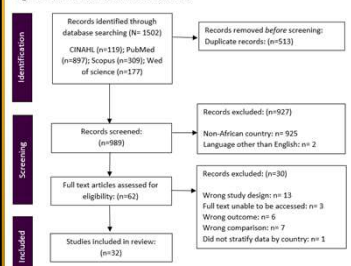 Identification
Records identified through
database searching (N= 1502)
CINAHL (n=119); PubMed
(n=897); Scopus (n=309); Wed
of science (n=177)
Records removed before screening:
Duplicate records: (n=513)
Screening
Records screened:
(n=989)
Records excluded: (n=927)
Non-African country: n= 925
Language other than English: n= 2
Full text articles assessed for
eligibility: (n=62)
Records excluded: (n=30)
Wrong study design: n= 13
Full text unable to be accessed: n= 3
Wrong outcome: n= 6
Wrong comparison: n= 7
Did not stratify data by country: n= 1
Included
Studies included in review:
(n=32)